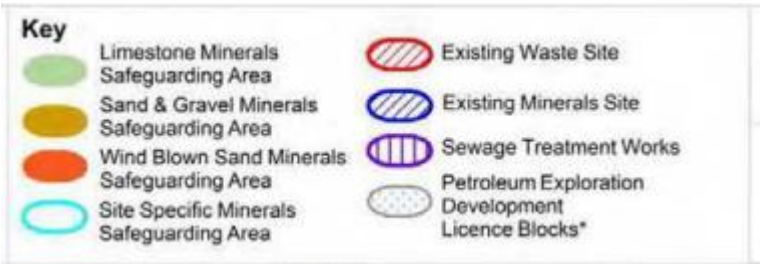 Key
Limestone Minerals
Safeguarding Area
Sand & Gravel Minerals
Safeguarding Area
Wind Blown Sand Minerals
Safeguarding Area
Site Specific Minerals
Safeguarding Area
Existing Waste Site
Existing Minerals Site
Sewage Treatment Works
Petroleum Exploration
Development
Licence Blocks*